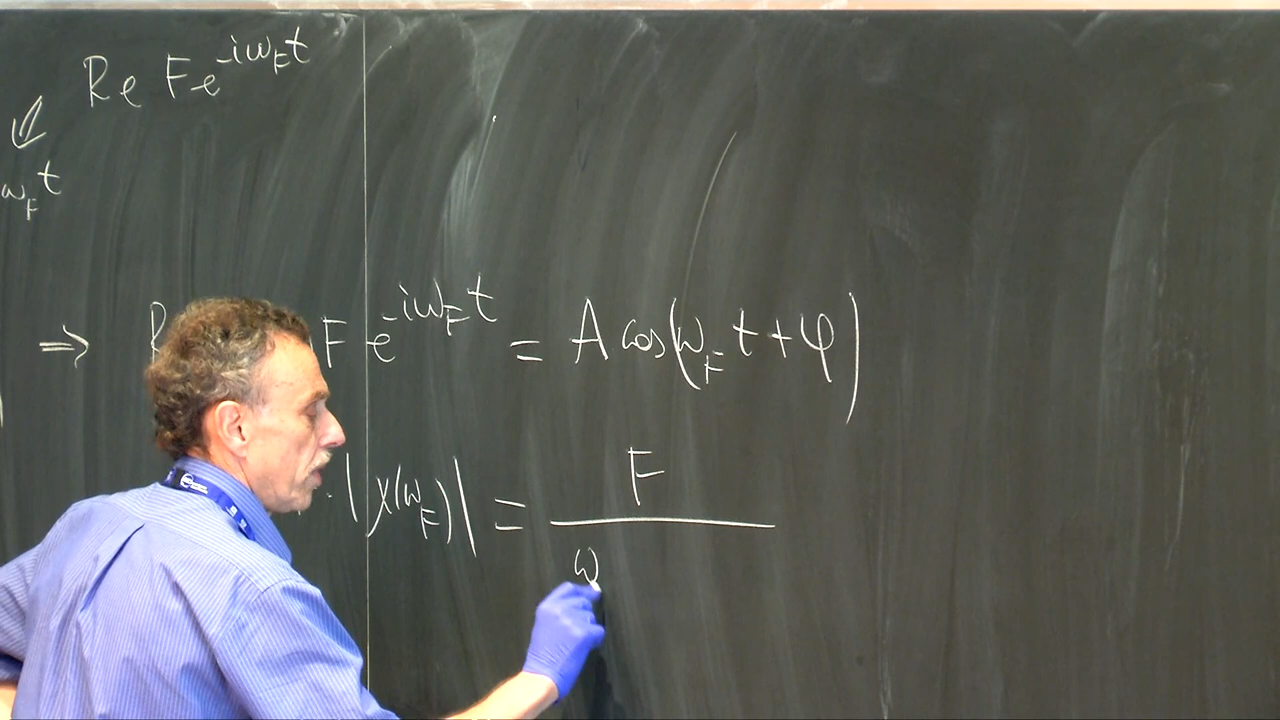 Re Fe^{-iω_F t}
ω_F t
⇒ F e^{-iω_F t} = A cos(ω_F t + φ)
|χ(ω_F)| = F / ω